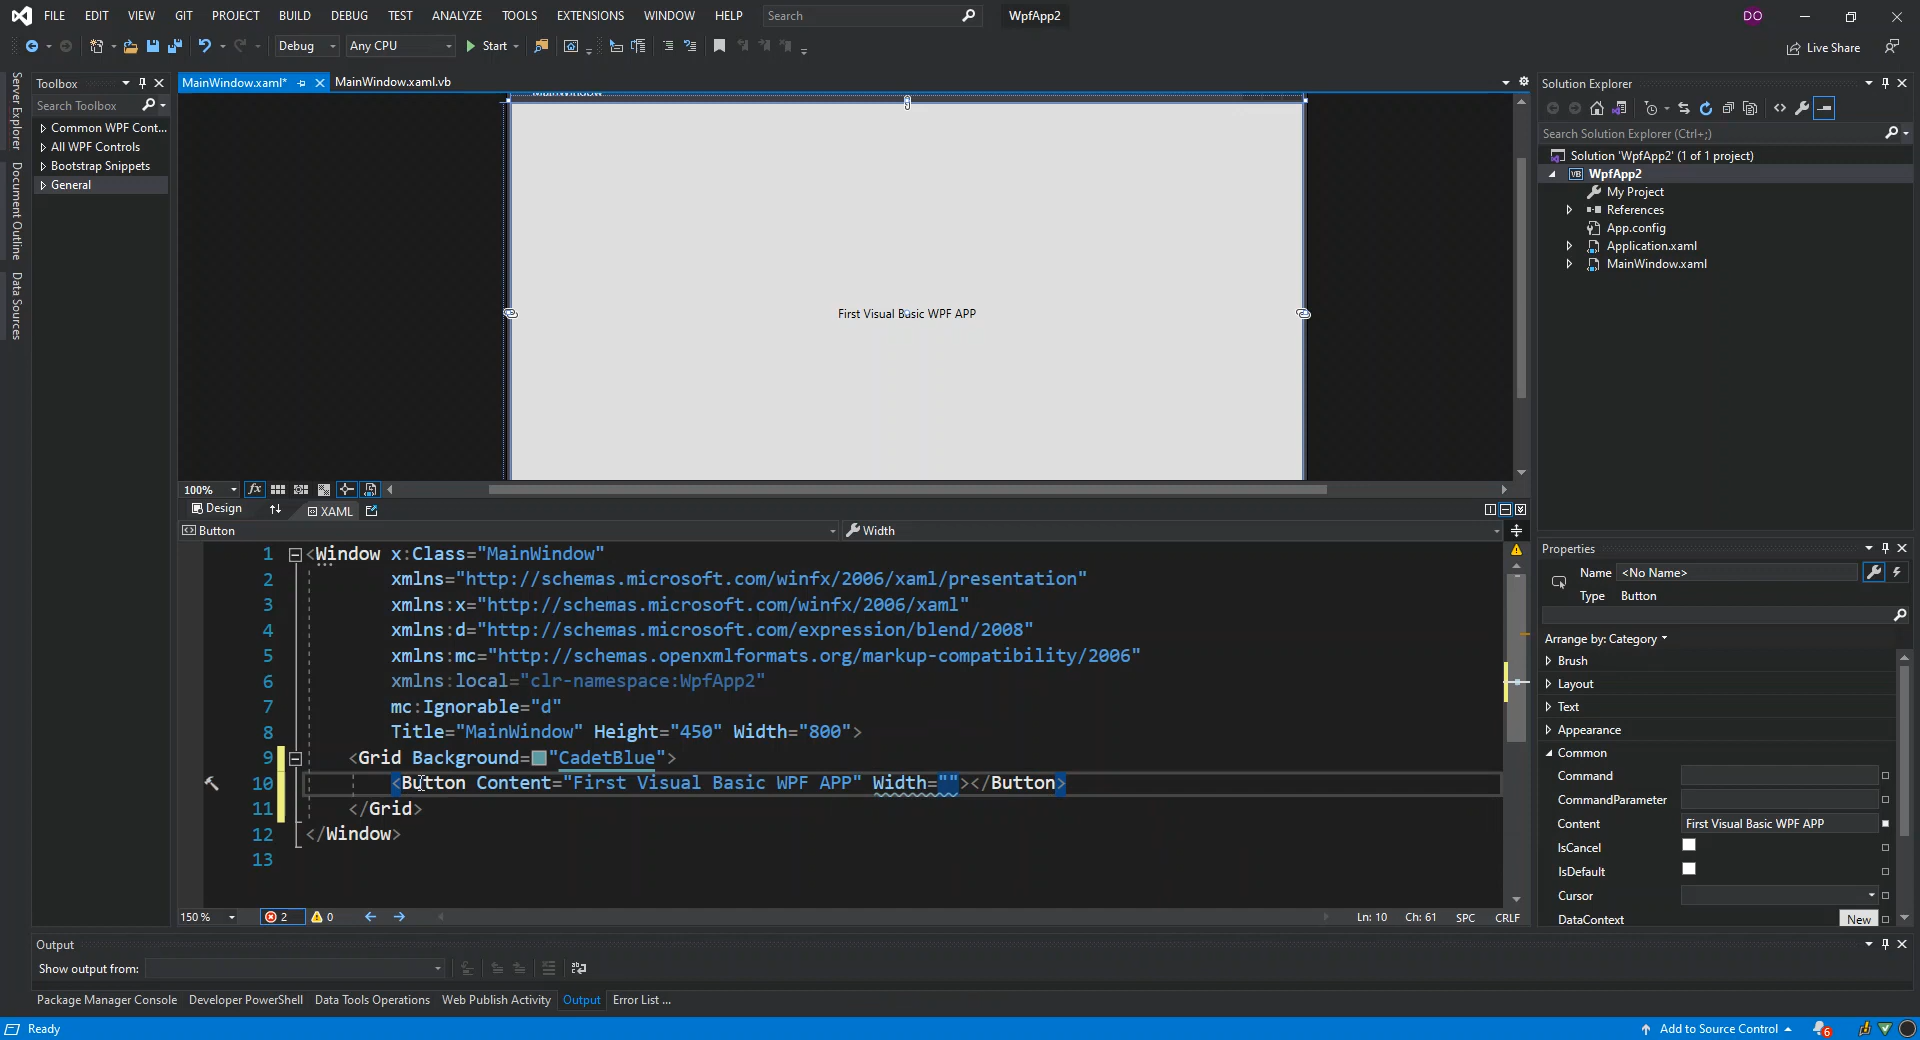 FILE EDIT VIEW GIT PROJECT BUILD DEBUG TEST ANALYZE TOOLS EXTENSIONS WINDOW HELP Search WpfApp2 DO
Debug Any CPU Start Live Share
Toolbox
Search Toolbox
Common WPF Cont...
All WPF Controls
Bootstrap Snippets
General
Server Explorer
Document Outline
Data Sources
MainWindow.xaml* MainWindow.xaml.vb
MainWindow
First Visual Basic WPF APP
100% fx
Design XAML
Button Width
1 <Window x:Class="MainWindow"
2 xmlns="http://schemas.microsoft.com/winfx/2006/xaml/presentation"
3 xmlns:x="http://schemas.microsoft.com/winfx/2006/xaml"
4 xmlns:d="http://schemas.microsoft.com/expression/blend/2008"
5 xmlns:mc="http://schemas.openxmlformats.org/markup-compatibility/2006"
6 xmlns:local="clr-namespace:WpfApp2"
7 mc:Ignorable="d"
8 Title="MainWindow" Height="450" Width="800">
9 <Grid Background="CadetBlue">
10 <Button Content="First Visual Basic WPF APP" Width=""></Button>
11 </Grid>
12 </Window>
13
150 % 2 0 Ln: 10 Ch: 61 SPC CRLF
Solution Explorer
Search Solution Explorer (Ctrl+;)
Solution 'WpfApp2' (1 of 1 project)
VB WpfApp2
My Project
References
App.config
Application.xaml
MainWindow.xaml
Properties
Name <No Name>
Type Button
Arrange by: Category
Brush
Layout
Text
Appearance
Common
Command
CommandParameter
Content First Visual Basic WPF APP
IsCancel
IsDefault
Cursor
DataContext New
Output
Show output from:
Package Manager Console Developer PowerShell Data Tools Operations Web Publish Activity Output Error List ...
Ready Add to Source Control 6